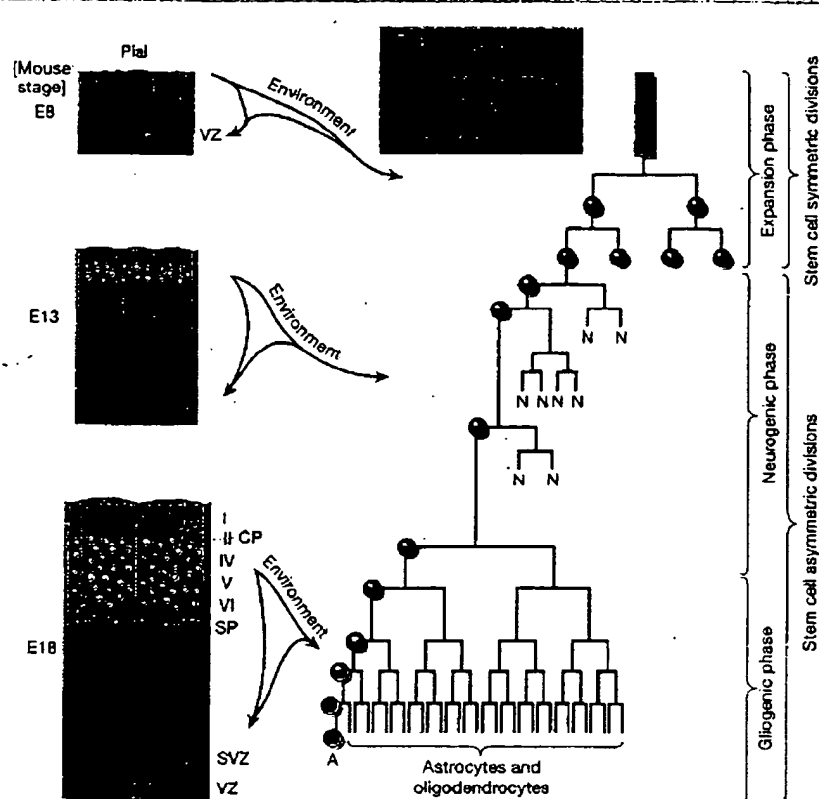 Pial
[Mouse
stage]
E8
VZ
Environment
Expansion phase
Stem cell symmetric divisions
E13
Environment
N N
N N N N
N N
Neurogenic phase
Stem cell asymmetric divisions
I
II CP
IV
V
VI
SP
E18
Environment
SVZ
VZ
A
Astrocytes and
oligodendrocytes
Gliogenic phase